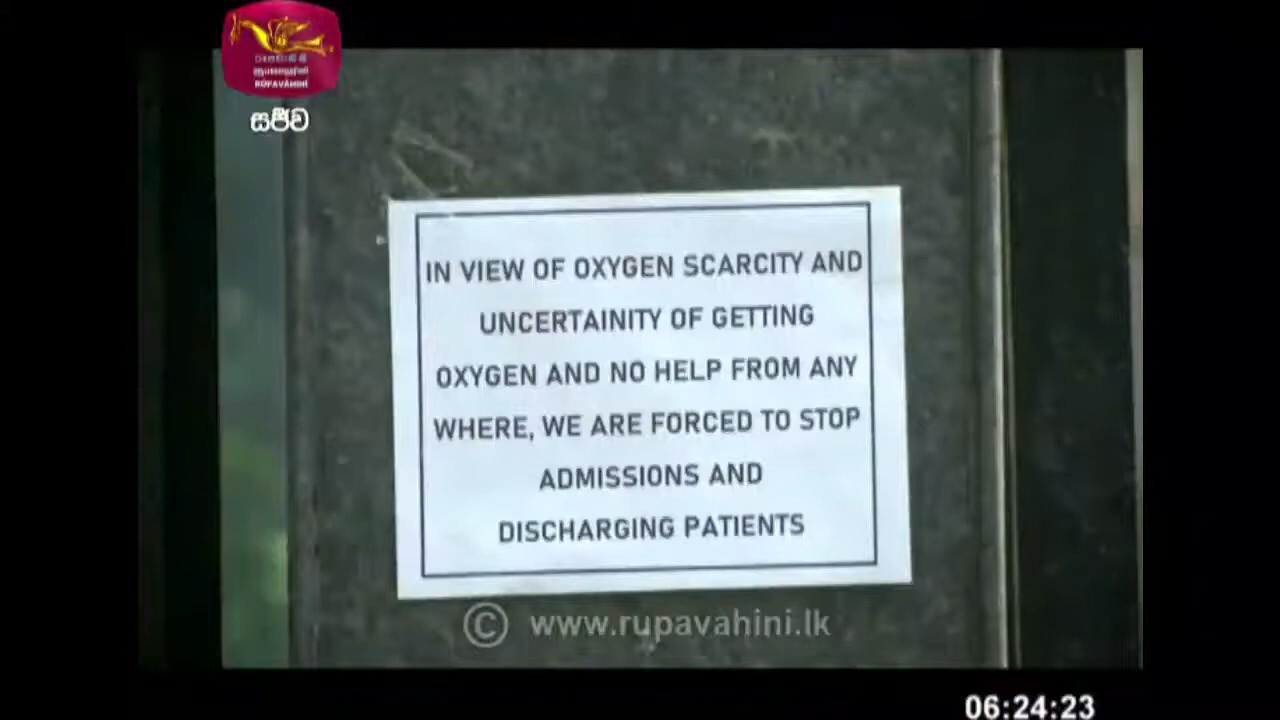 රූපවාහිනී
RUPAVAHINI
සජීව
IN VIEW OF OXYGEN SCARCITY AND
UNCERTAINITY OF GETTING
OXYGEN AND NO HELP FROM ANY
WHERE, WE ARE FORCED TO STOP
ADMISSIONS AND
DISCHARGING PATIENTS
© www.rupavahini.lk
06:24:23